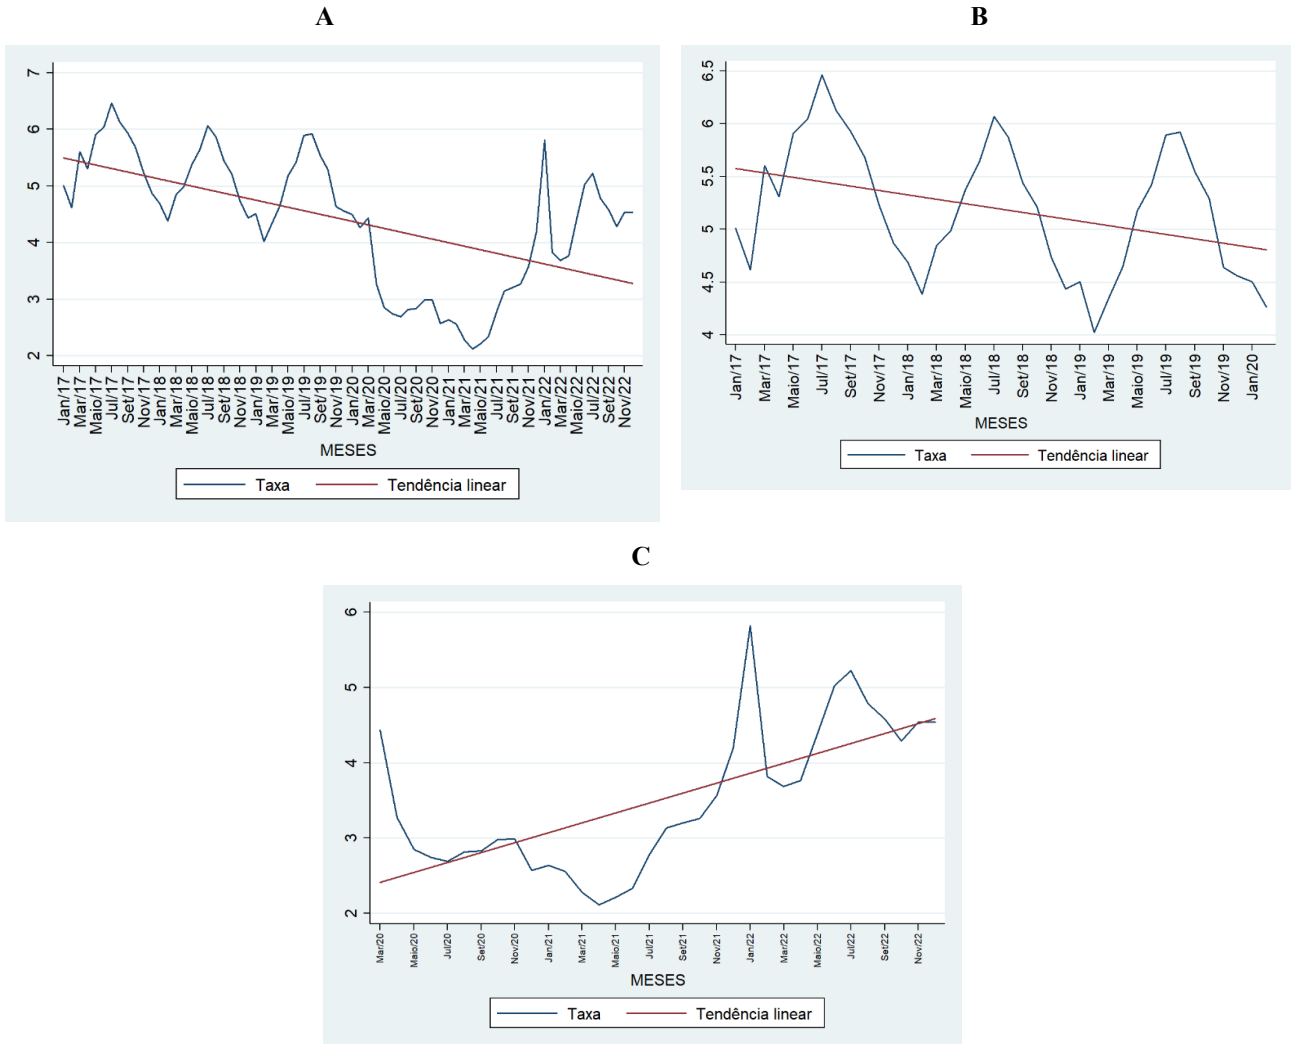 A
7
6
5
4
3
2
Jan/17
Mar/17
Maio/17
Jul/17
Set/17
Nov/17
Jan/18
Mar/18
Maio/18
Jul/18
Set/18
Nov/18
Jan/19
Mar/19
Maio/19
Jul/19
Set/19
Nov/19
Jan/20
Mar/20
Maio/20
Jul/20
Set/20
Nov/20
Jan/21
Mar/21
Maio/21
Jul/21
Set/21
Nov/21
Jan/22
Mar/22
Maio/22
Jul/22
Set/22
Nov/22
MESES
Taxa Tendência linear
B
6.5
6
5.5
5
4.5
4
Jan/17
Mar/17
Maio/17
Jul/17
Set/17
Nov/17
Jan/18
Mar/18
Maio/18
Jul/18
Set/18
Nov/18
Jan/19
Mar/19
Maio/19
Jul/19
Set/19
Nov/19
Jan/20
MESES
Taxa Tendência linear
C
6
5
4
3
2
Mar/20
Maio/20
Jul/20
Set/20
Nov/20
Jan/21
Mar/21
Maio/21
Jul/21
Set/21
Nov/21
Jan/22
Mar/22
Maio/22
Jul/22
Set/22
Nov/22
MESES
Taxa Tendência linear